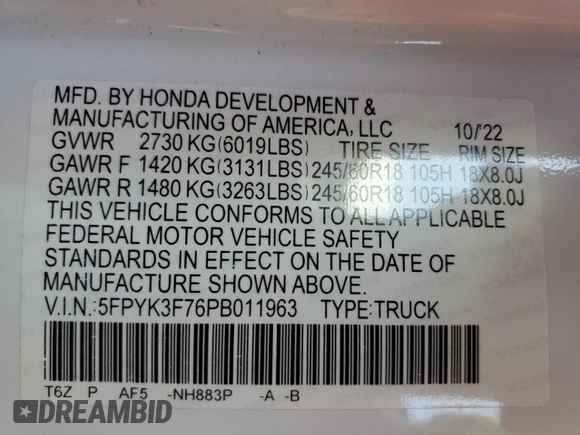 MFD. BY HONDA DEVELOPMENT &
MANUFACTURING OF AMERICA, LLC 10/'22
GVWR 2730 KG(6019LBS) TIRE SIZE RIM SIZE
GAWR F 1420 KG(3131LBS) 245/60R18 105H 18X8.0J
GAWR R 1480 KG(3263LBS) 245/60R18 105H 18X8.0J
THIS VEHICLE CONFORMS TO ALL APPLICABLE
FEDERAL MOTOR VEHICLE SAFETY
STANDARDS IN EFFECT ON THE DATE OF
MANUFACTURE SHOWN ABOVE.
V.I.N.:5FPYK3F76PB011963 TYPE:TRUCK
T6Z P AF5 -NH883P -A -B
DREAMBID